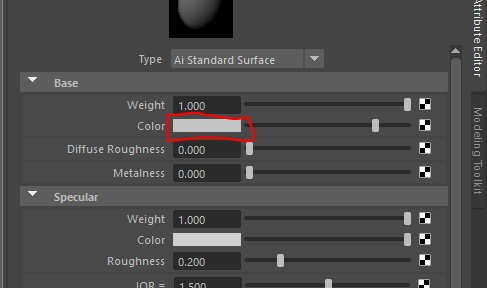 Type Ai Standard Surface
Base
Weight 1.000
Color
Diffuse Roughness 0.000
Metalness 0.000
Specular
Weight 1.000
Color
Roughness 0.200
IOR = 1.500
Attribute Editor
Modeling Toolkit